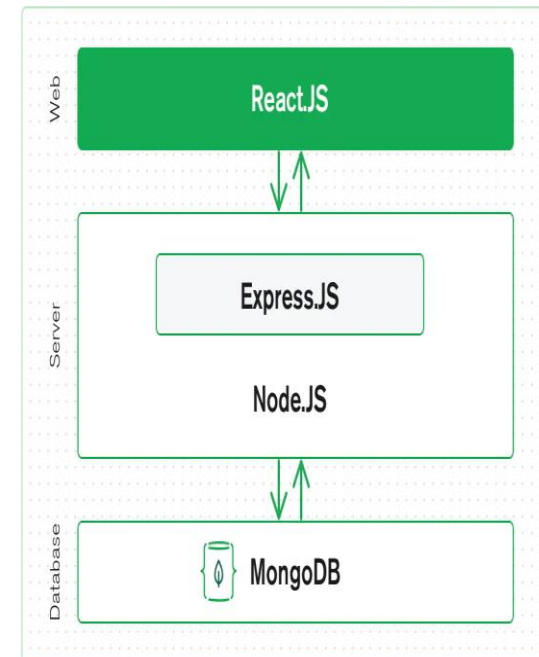 Web
React.JS
Server
Express.JS
Node.JS
Database
MongoDB